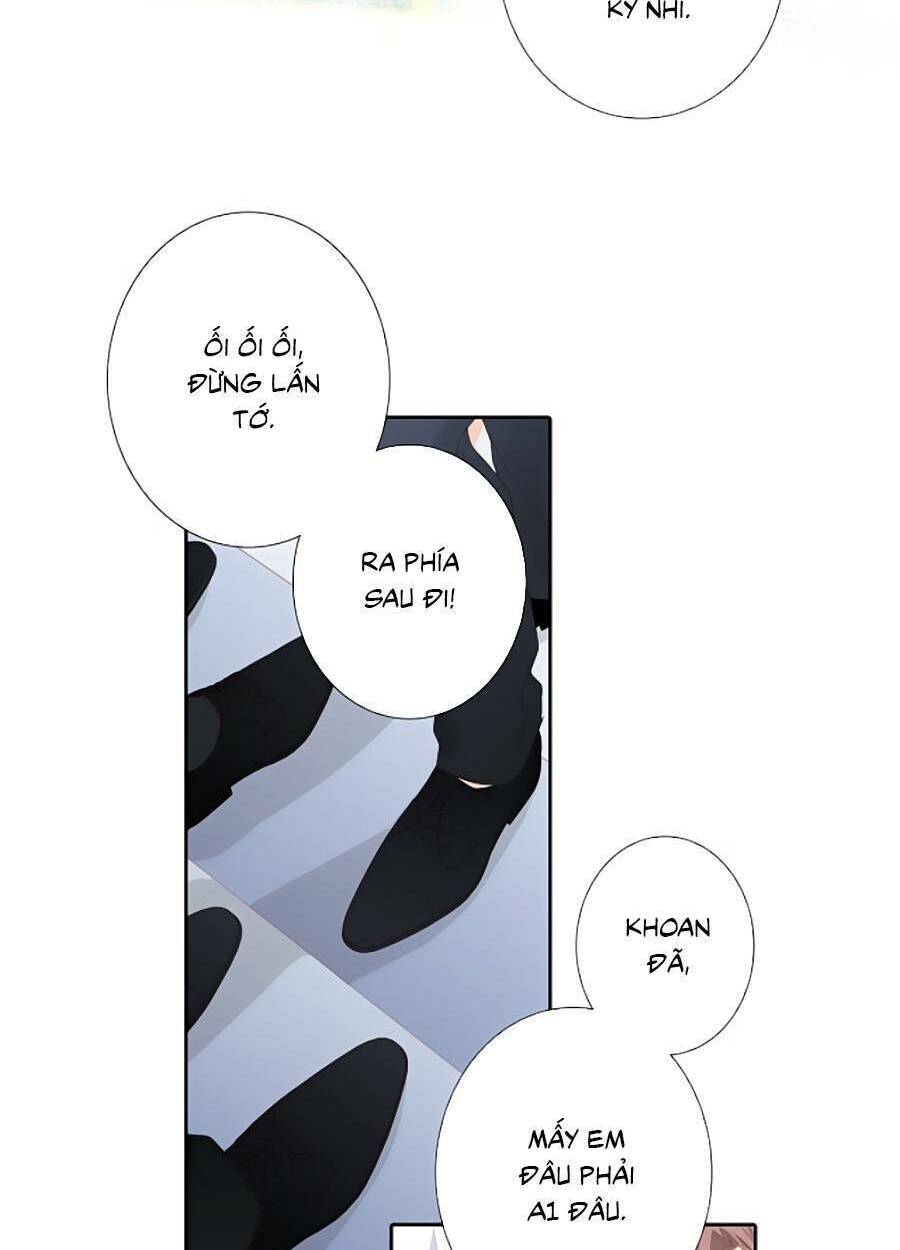 KỲ NHI.
ỐI ỐI ỐI,
ĐỪNG LẤN
TỚ.
RA PHÍA
SAU ĐI!
KHOAN
ĐÃ,
MẤY EM
ĐÂU PHẢI
A1 ĐÂU.